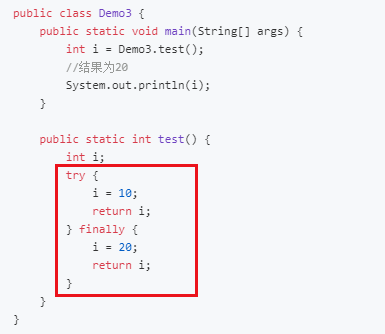 public class Demo3 {
    public static void main(String[] args) {
        int i = Demo3.test();
        //结果为20
        System.out.println(i);
    }

    public static int test() {
        int i;
        try {
            i = 10;
            return i;
        } finally {
            i = 20;
            return i;
        }
    }
}